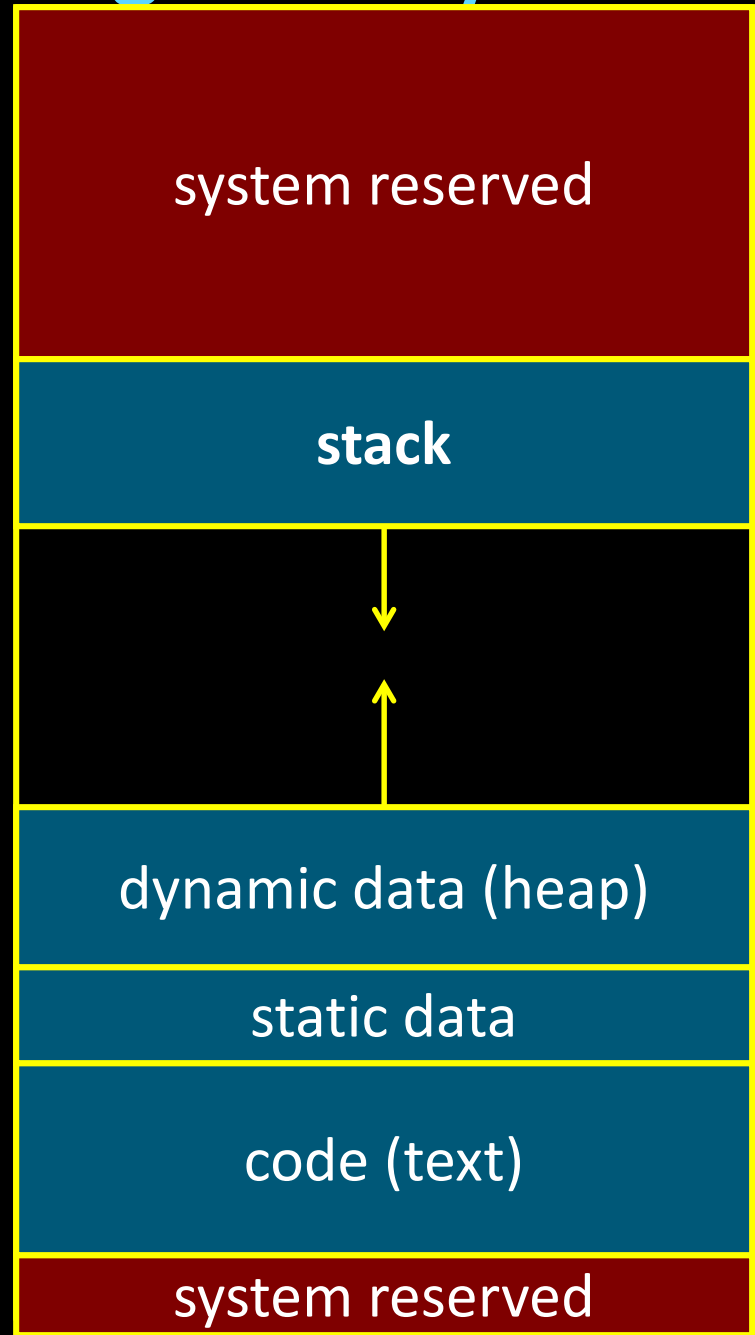 system reserved
stack
dynamic data (heap)
static data
code (text)
system reserved